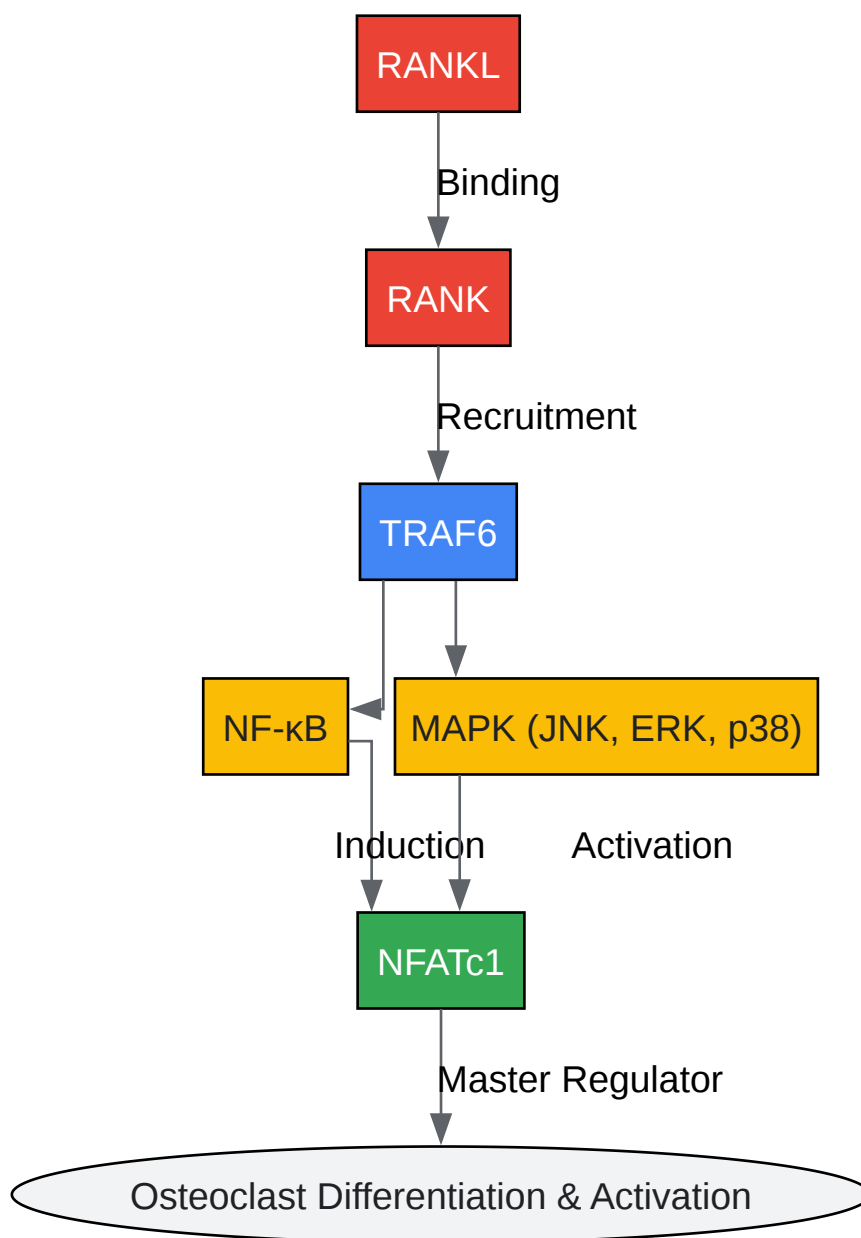 RANKL
Binding
RANK
Recruitment
TRAF6
NF-κB
MAPK (JNK, ERK, p38)
Induction
Activation
NFATc1
Master Regulator
Osteoclast Differentiation & Activation